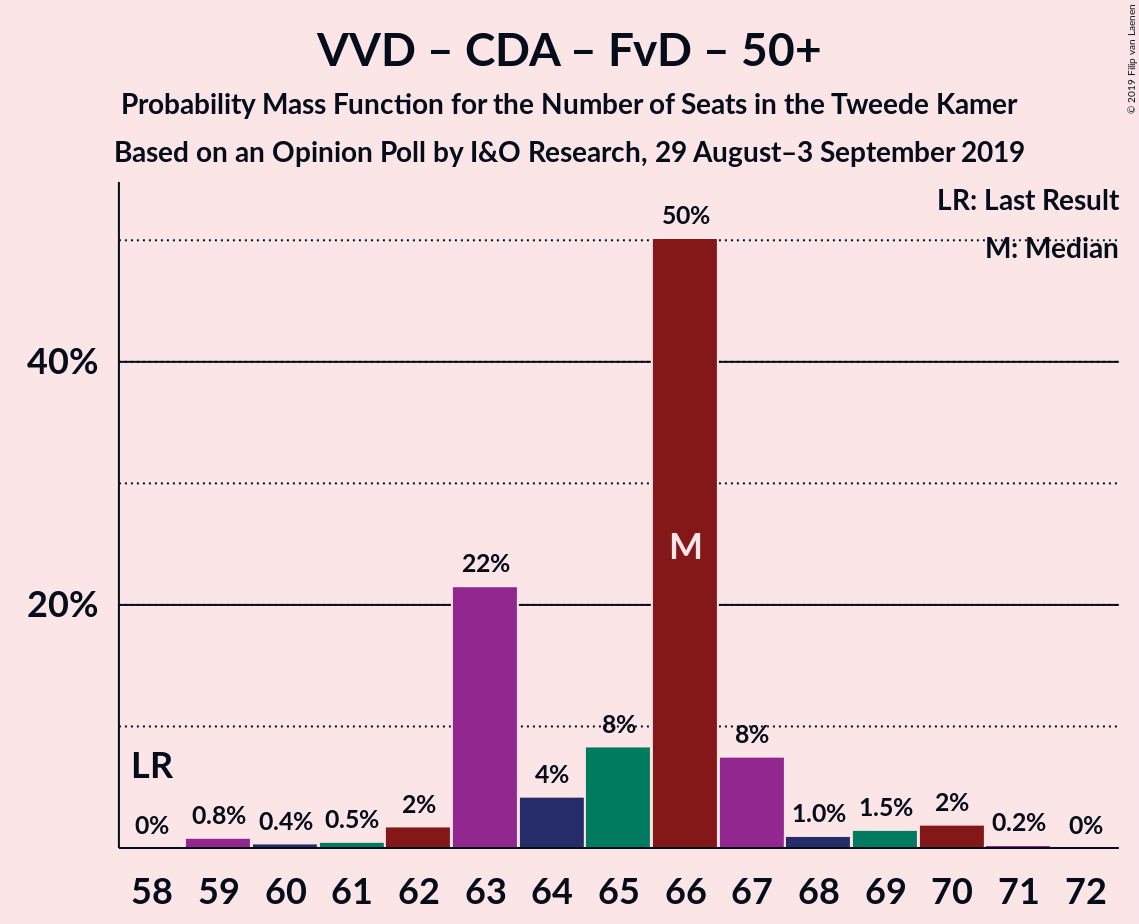 VVD – CDA – FvD – 50+
Probability Mass Function for the Number of Seats in the Tweede Kamer
Based on an Opinion Poll by I&O Research, 29 August–3 September 2019
© 2019 Filip van Laenen
LR: Last Result
M: Median
40%
20%
LR
0%
0.8%
0.4%
0.5%
2%
22%
4%
8%
50%
M
8%
1.0%
1.5%
2%
0.2%
0%
58 59 60 61 62 63 64 65 66 67 68 69 70 71 72